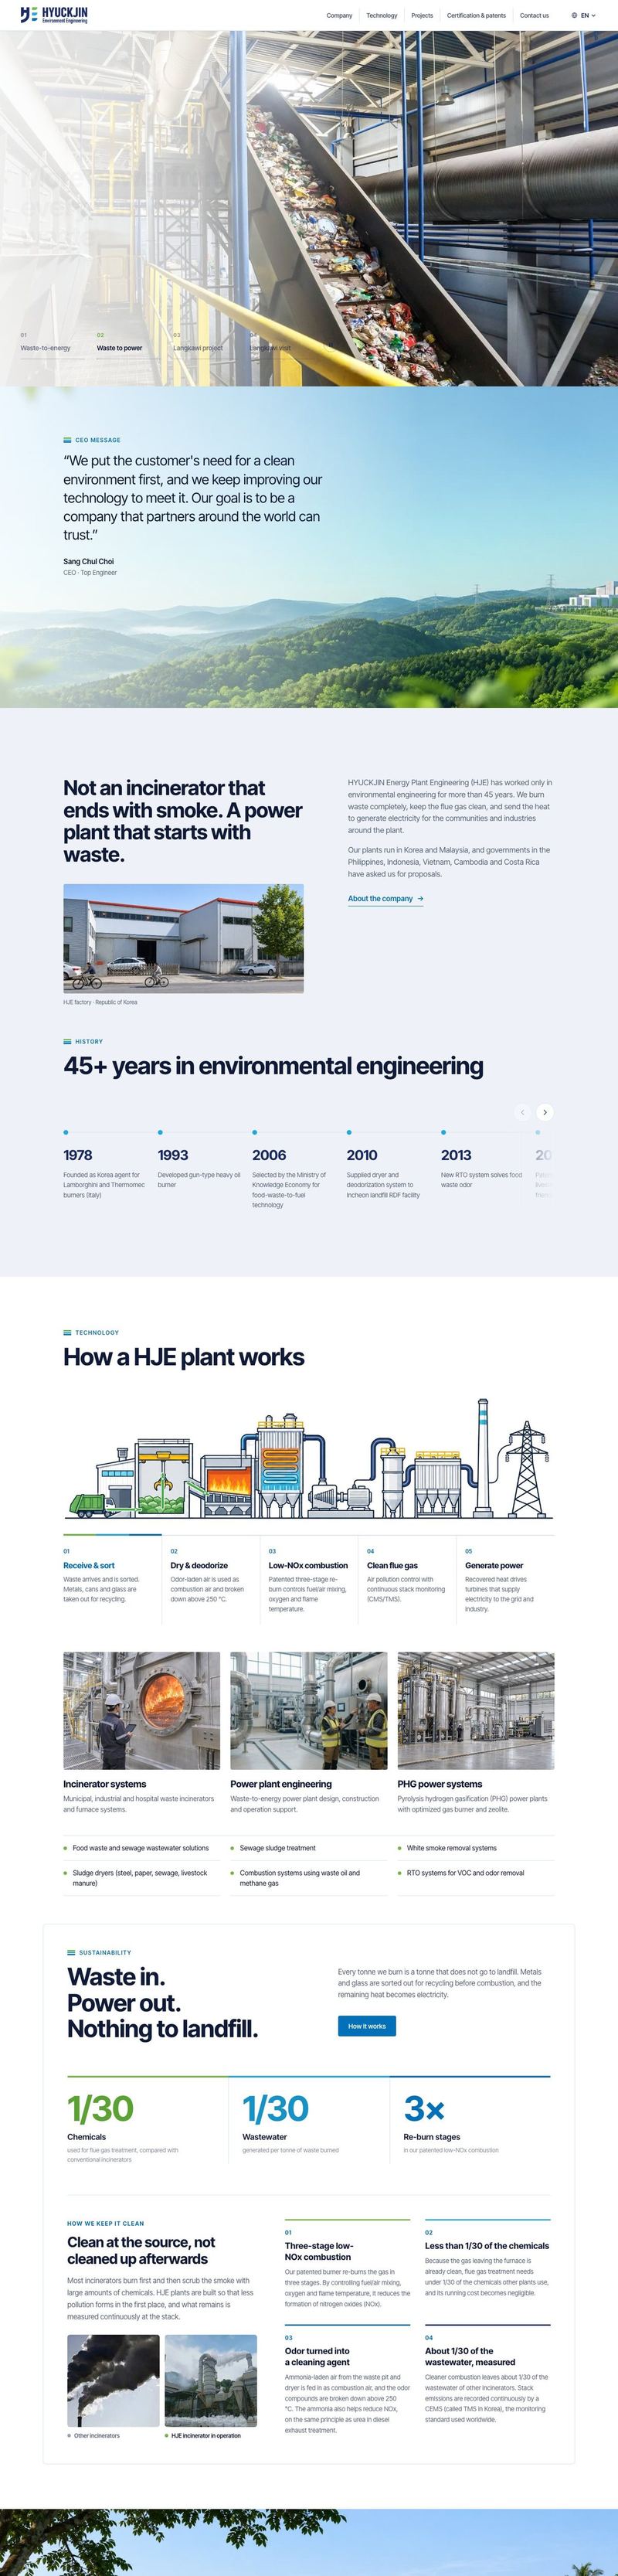 HYUCKJIN
Environment Engineering
Company
Technology
Projects
Certification & patents
Contact us
EN
01
02
03
04
Waste-to-energy
Waste to power
Langkawi project
Langkawi visit
CEO MESSAGE
“We put the customer's need for a clean
environment first, and we keep improving our
technology to meet it. Our goal is to be a
company that partners around the world can
trust.”
Sang Chul Choi
CEO · Top Engineer
Not an incinerator that
ends with smoke. A power
plant that starts with
waste.
HYUCKJIN Energy Plant Engineering (HJE) has worked only in
environmental engineering for more than 45 years. We burn
waste completely, keep the flue gas clean, and send the heat
to generate electricity for the communities and industries
around the plant.
Our plants run in Korea and Malaysia, and governments in the
Philippines, Indonesia, Vietnam, Cambodia and Costa Rica
have asked us for proposals.
About the company →
HJE factory · Republic of Korea
HISTORY
45+ years in environmental engineering
1978
Founded as Korea agent for
Lamborghini and Thermomec
burners (Italy)
1993
Developed gun-type heavy oil
burner
2006
Selected by the Ministry of
Knowledge Economy for
food-waste-to-fuel
technology
2010
Supplied dryer and
deodorization system to
Incheon landfill RDF facility
2013
New RTO system solves food
waste odor
20
TECHNOLOGY
How a HJE plant works
01
Receive & sort
Waste arrives and is sorted.
Metals, cans and glass are
taken out for recycling.
02
Dry & deodorize
Odor-laden air is used as
combustion air and broken
down above 250 °C.
03
Low-NOx combustion
Patented three-stage re-
burn controls fuel/air mixing,
oxygen and flame
temperature.
04
Clean flue gas
Air pollution control with
continuous stack monitoring
(CMS/TMS).
05
Generate power
Recovered heat drives
turbines that supply
electricity to the grid and
industry.
Incinerator systems
Municipal, industrial and hospital waste incinerators
and furnace systems.
Power plant engineering
Waste-to-energy power plant design, construction
and operation support.
PHG power systems
Pyrolysis hydrogen gasification (PHG) power plants
with optimized gas burner and zeolite.
Food waste and sewage wastewater solutions
Sewage sludge treatment
White smoke removal systems
Sludge dryers (steel, paper, sewage, livestock
manure)
Combustion systems using waste oil and
methane gas
RTO systems for VOC and odor removal
SUSTAINABILITY
Waste in.
Power out.
Nothing to landfill.
Every tonne we burn is a tonne that does not go to landfill. Metals
and glass are sorted out for recycling before combustion, and the
remaining heat becomes electricity.
How it works
1/30
Chemicals
used for flue gas treatment, compared with
conventional incinerators
1/30
Wastewater
generated per tonne of waste burned
3×
Re-burn stages
in our patented low-NOx combustion
HOW WE KEEP IT CLEAN
Clean at the source, not
cleaned up afterwards
Most incinerators burn first and then scrub the smoke with
large amounts of chemicals. HJE plants are built so that less
pollution forms in the first place, and what remains is
measured continuously at the stack.
Other incinerators
HJE incinerator in operation
01
Three-stage low-
NOx combustion
Our patented burner re-burns the gas in
three stages. By controlling fuel/air mixing,
oxygen and flame temperature, it reduces the
formation of nitrogen oxides (NOx).
02
Less than 1/30 of the chemicals
Because the gas leaving the furnace is
already clean, flue gas treatment needs
under 1/30 of the chemicals other plants use,
and its running cost becomes negligible.
03
Odor turned into
a cleaning agent
Ammonia-laden air from the waste pit and
dryer is fed in as combustion air, and the odor
compounds are broken down above 250
°C. The ammonia also helps reduce NOx,
on the same principle as urea in diesel
exhaust treatment.
04
About 1/30 of the
wastewater, measured
Cleaner combustion leaves about 1/30 of the
wastewater of other incinerators. Stack
emissions are recorded continuously by a
CEMS (called TMS in Korea), the monitoring
standard used worldwide.